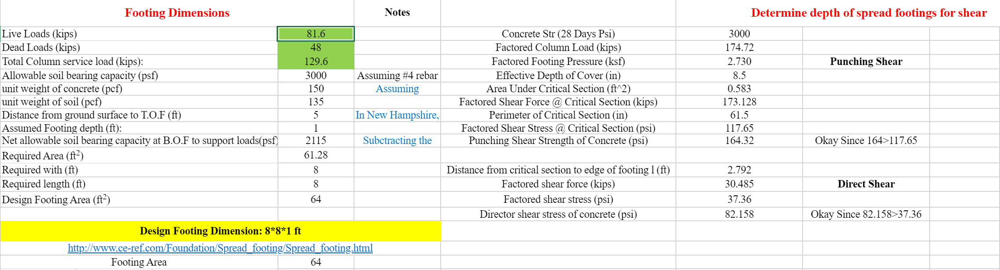 Footing Dimensions Notes Determine depth of spread footings for shear
Live Loads (kips) 81.6 Concrete Str (28 Days Psi) 3000
Dead Loads (kips) 48 Factored Column Load (kips) 174.72
Total Column service load (kips): 129.6 Factored Footing Pressure (ksf) 2.730 Punching Shear
Allowable soil bearing capacity (psf) 3000 Assuming #4 rebar Effective Depth of Cover (in) 8.5
unit weight of concrete (pcf) 150 Assuming Area Under Critical Section (ft^2) 0.583
unit weight of soil (pcf) 135 Factored Shear Force @ Critical Section (kips) 173.128
Distance from ground surface to T.O.F (ft) 5 In New Hampshire, Perimeter of Critical Section (in) 61.5
Assumed Footing depth (ft): 1 Factored Shear Stress @ Critical Section (psi) 117.65
Net allowable soil bearing capacity at B.O.F to support loads(psf) 2115 Subctracting the Punching Shear Strength of Concrete (psi) 164.32 Okay Since 164>117.65
Required Area (ft²) 61.28
Required with (ft) 8 Distance from critical section to edge of footing l (ft) 2.792
Required length (ft) 8 Factored shear force (kips) 30.485 Direct Shear
Design Footing Area (ft²) 64 Factored shear stress (psi) 37.36
Director shear stress of concrete (psi) 82.158 Okay Since 82.158>37.36
Design Footing Dimension: 8*8*1 ft
http://www.ce-ref.com/Foundation/Spread_footing/Spread_footing.html
Footing Area 64